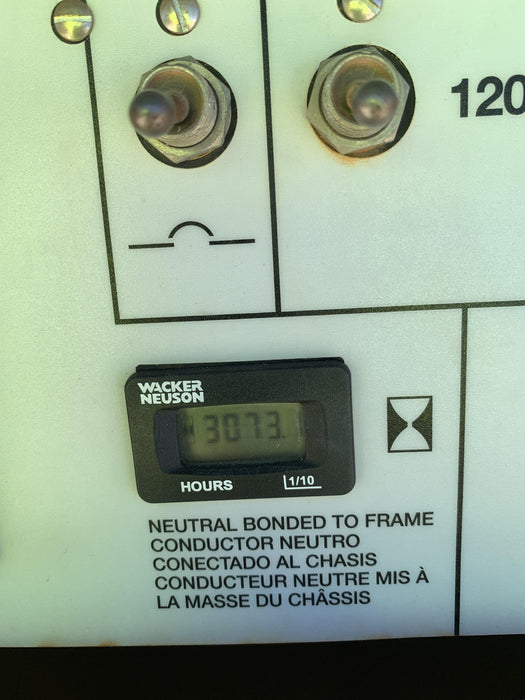 120
WACKER
NEUSON
3073.
HOURS 1/10
NEUTRAL BONDED TO FRAME
CONDUCTOR NEUTRO
CONECTADO AL CHASIS
CONDUCTEUR NEUTRE MIS À
LA MASSE DU CHÂSSIS